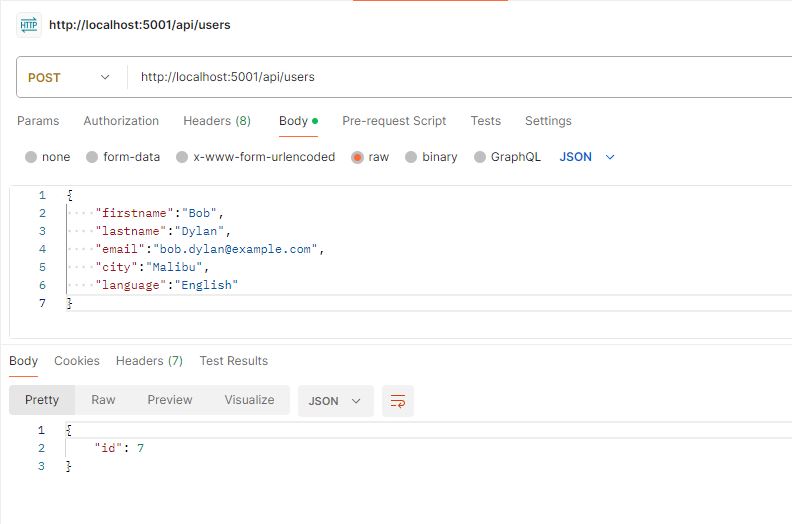 HTTP http://localhost:5001/api/users
POST http://localhost:5001/api/users
Params Authorization Headers (8) Body Pre-request Script Tests Settings
none form-data x-www-form-urlencoded raw binary GraphQL JSON
1 {
2 "firstname":"Bob",
3 "lastname":"Dylan",
4 "email":"bob.dylan@example.com",
5 "city":"Malibu",
6 "language":"English"
7 }
Body Cookies Headers (7) Test Results
Pretty Raw Preview Visualize JSON
1 {
2 "id": 7
3 }